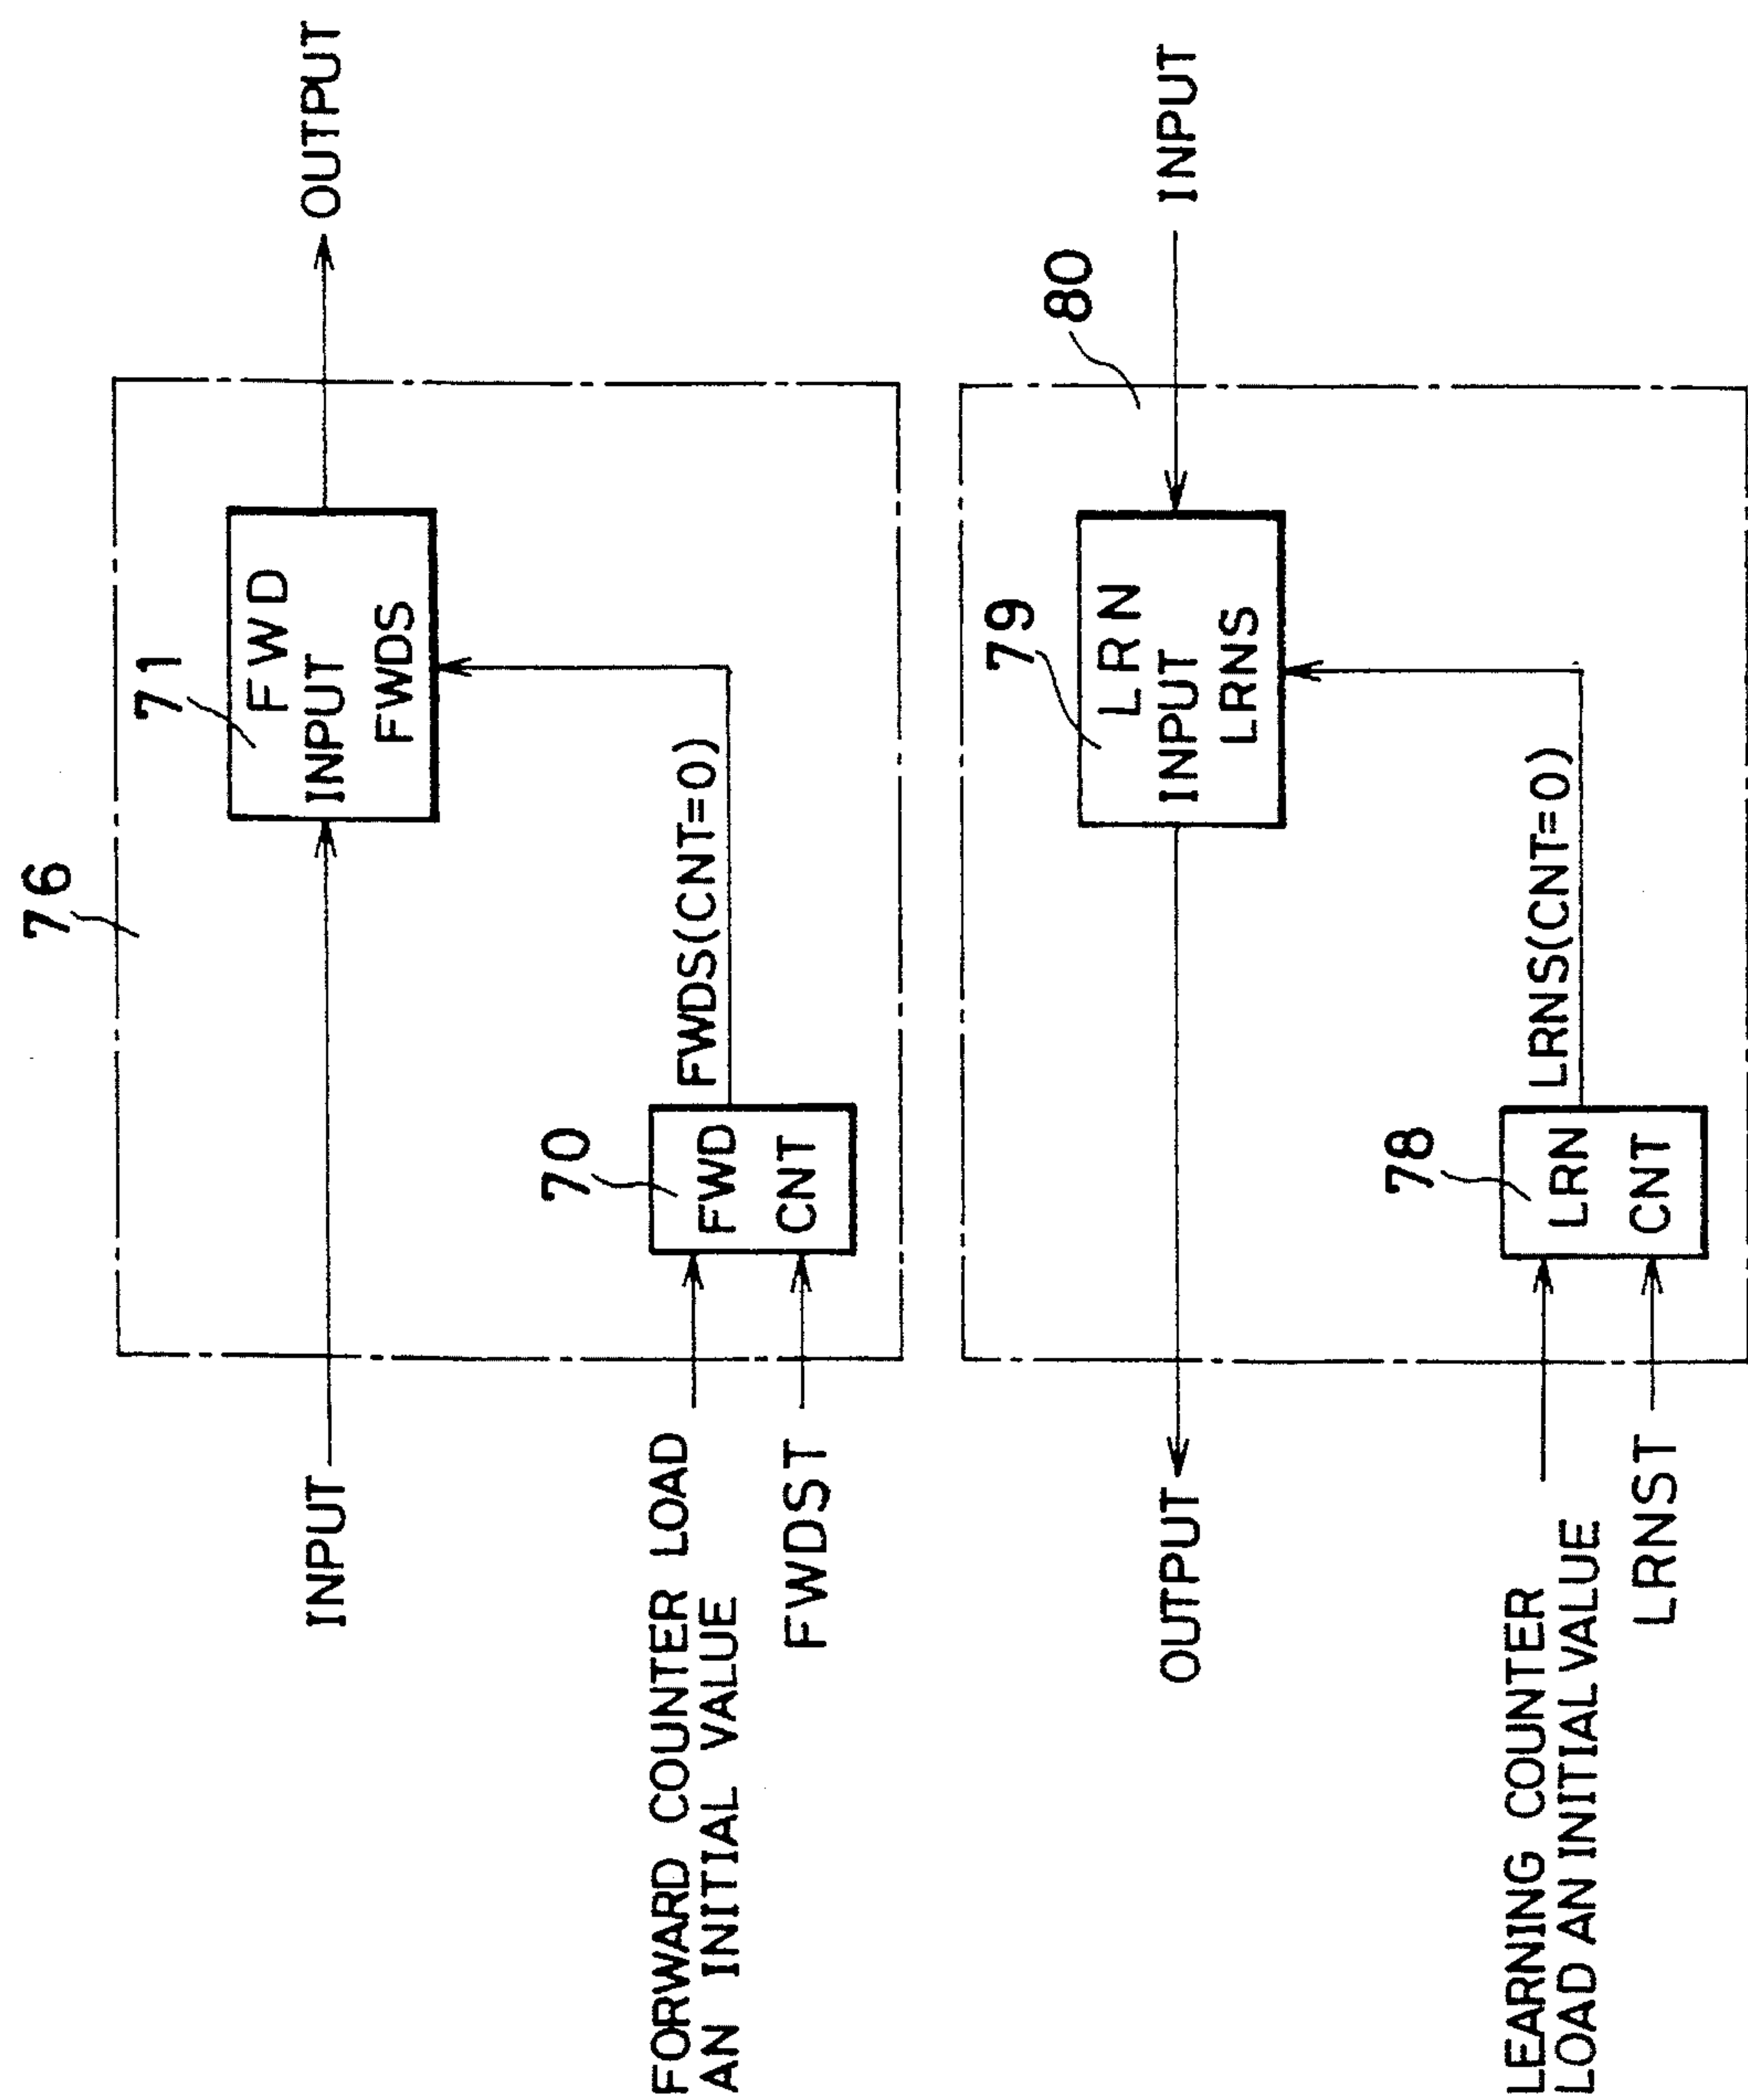 76
71
INPUT
FWD
INPUT
FWDS
OUTPUT
FORWARD COUNTER LOAD
AN INITIAL VALUE
70
FWD
CNT
FWDS(CNT=0)
FWDST
80
79
OUTPUT
LRN
INPUT
LRNS
INPUT
LEARNING COUNTER
LOAD AN INITIAL VALUE
78
LRN
CNT
LRNS(CNT=0)
LRNST